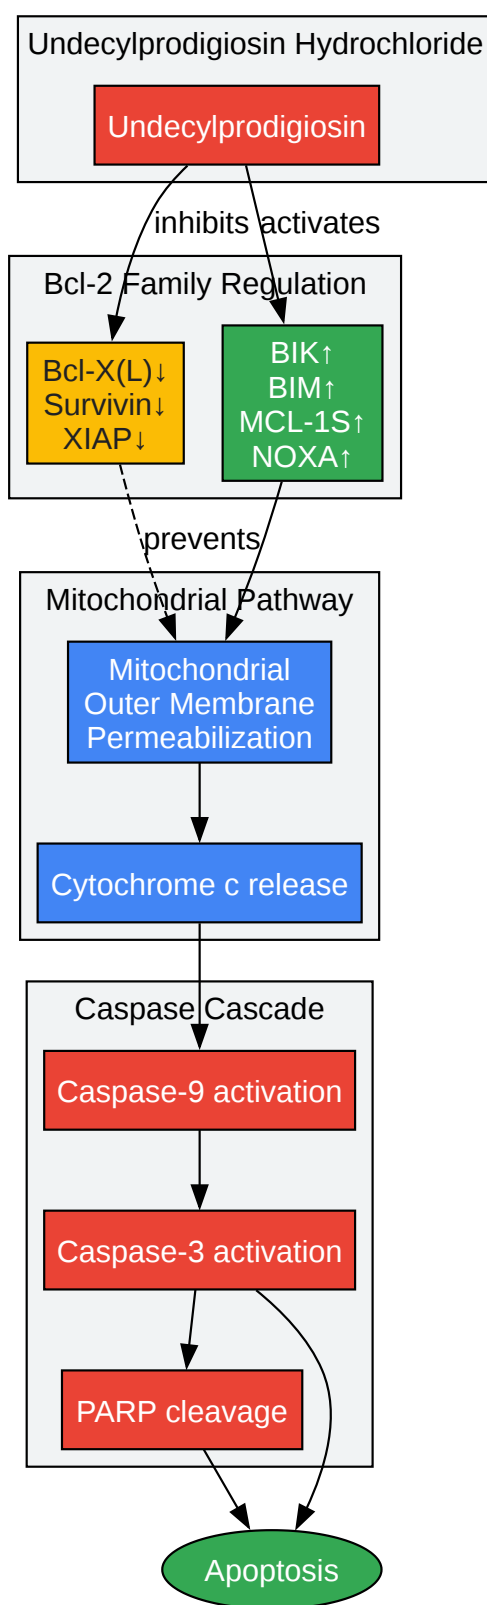 Undecylprodigiosin Hydrochloride
Undecylprodigiosin
inhibits
activates
Bcl-2 Family Regulation
Bcl-X(L)↓
Survivin↓
XIAP↓
BIK↑
BIM↑
MCL-1S↑
NOXA↑
prevents
Mitochondrial Pathway
Mitochondrial
Outer Membrane
Permeabilization
Cytochrome c release
Caspase Cascade
Caspase-9 activation
Caspase-3 activation
PARP cleavage
Apoptosis